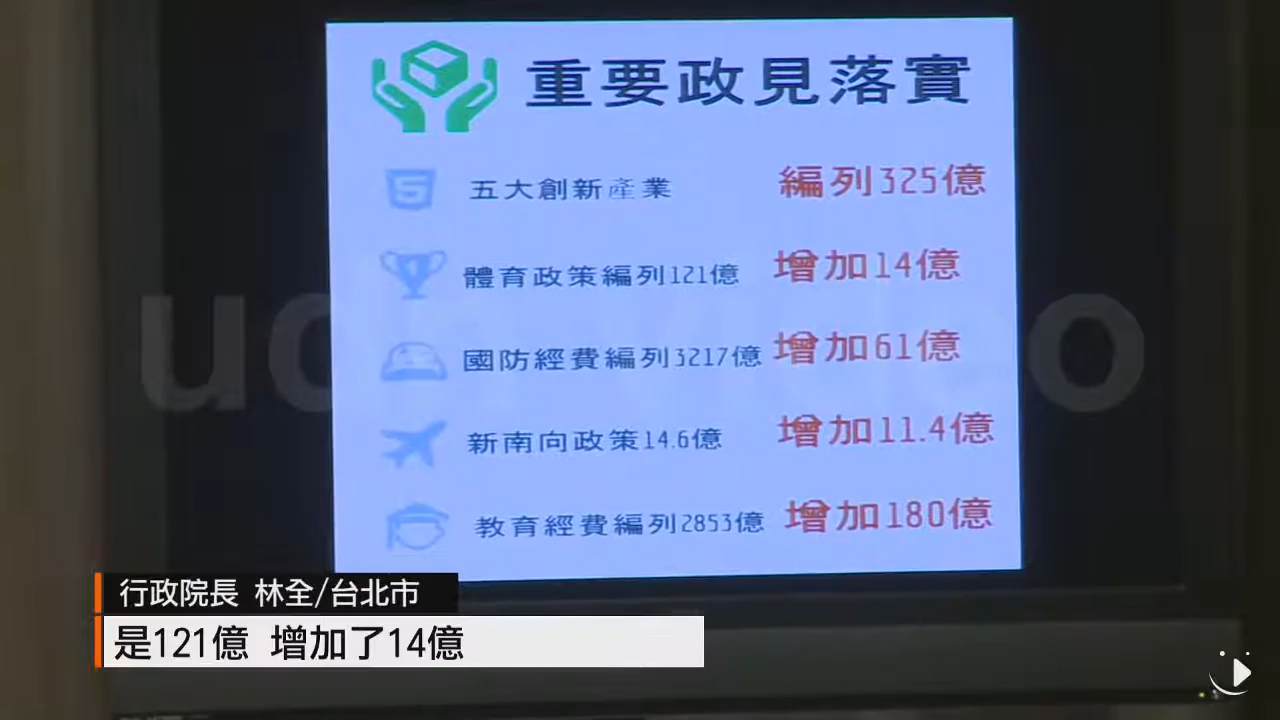 重要政見落實
五大創新產業 編列325億
體育政策編列121億 增加14億
國防經費編列3217億 增加61億
新南向政策14.6億 增加11.4億
教育經費編列2853億 增加180億
行政院長 林全/台北市
是121億 增加了14億